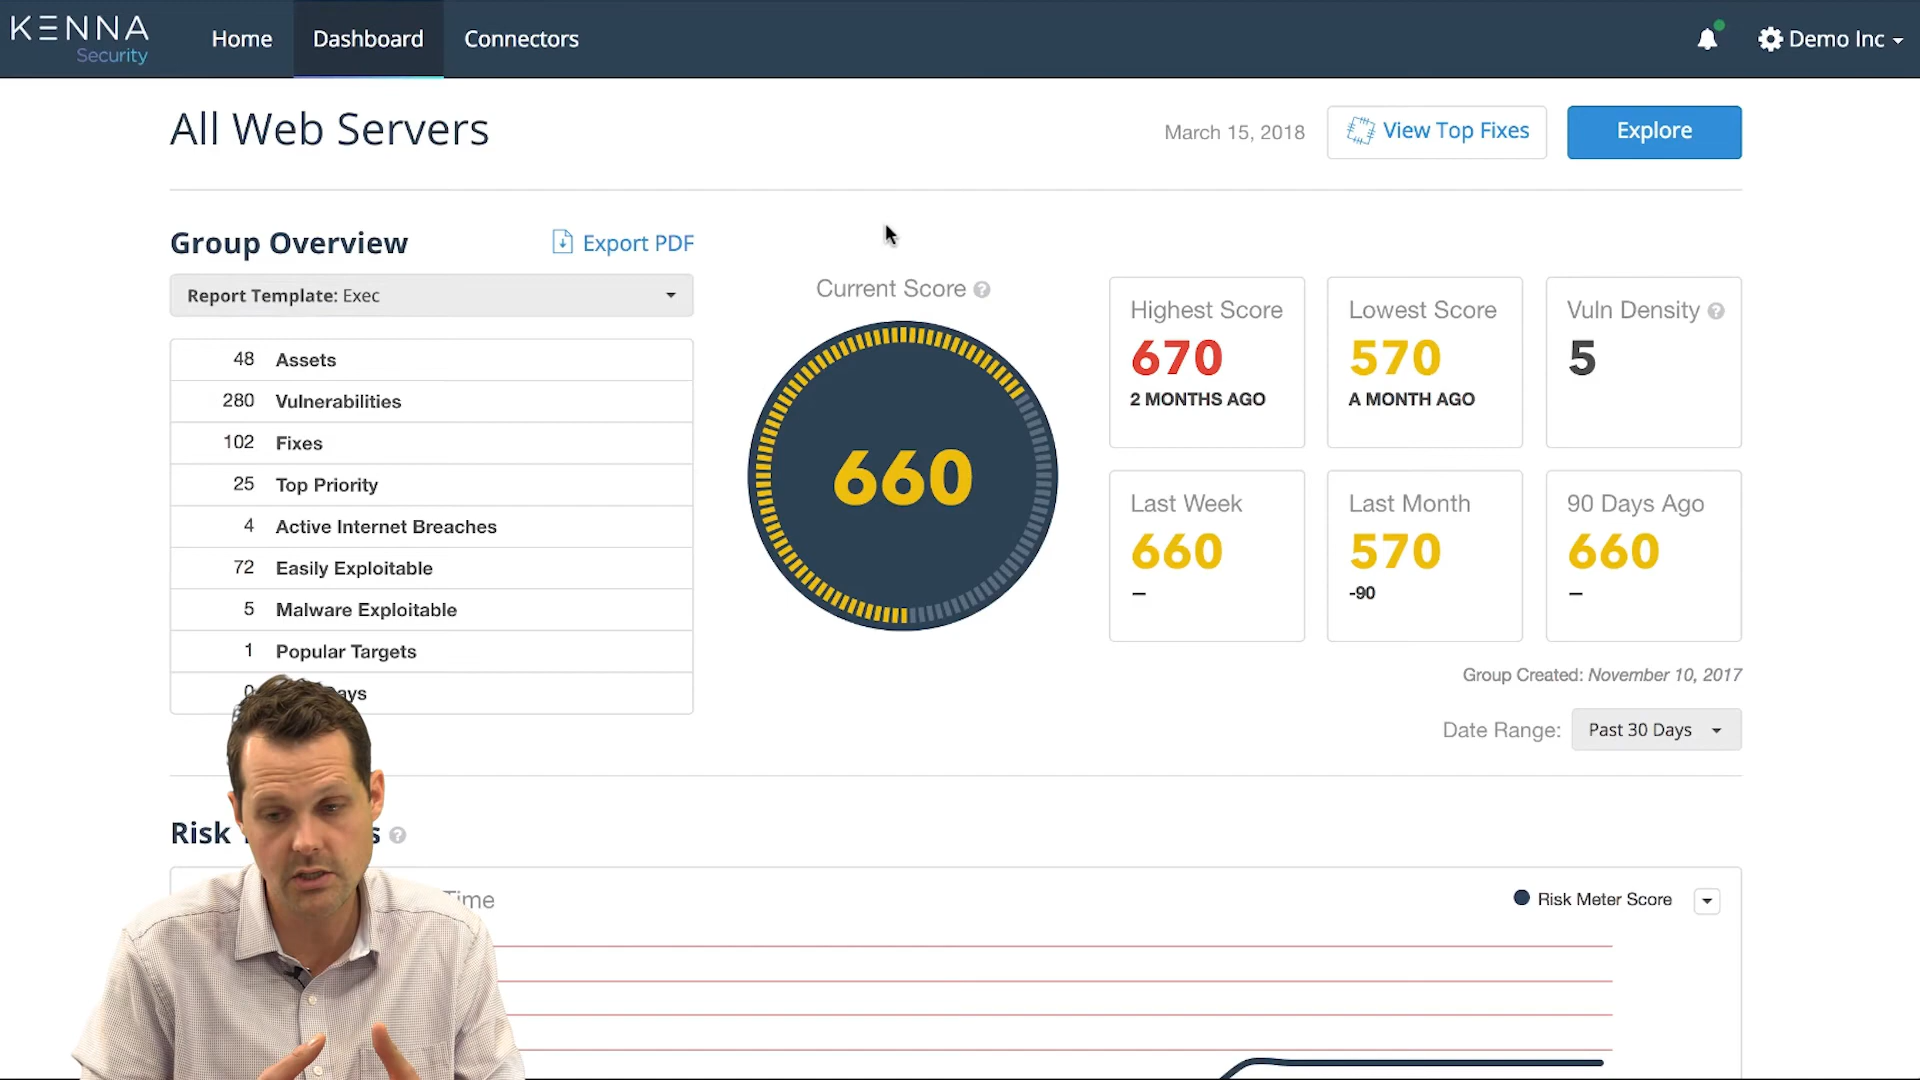 KENNA
Security
Home
Dashboard
Connectors
Demo Inc
All Web Servers
March 15, 2018
View Top Fixes
Explore
Group Overview
Export PDF
Report Template: Exec
48 Assets
280 Vulnerabilities
102 Fixes
25 Top Priority
4 Active Internet Breaches
72 Easily Exploitable
5 Malware Exploitable
1 Popular Targets
0
Current Score ?
660
Highest Score
670
2 MONTHS AGO
Lowest Score
570
A MONTH AGO
Vuln Density ?
5
Last Week
660
–
Last Month
570
-90
90 Days Ago
660
–
Group Created: November 10, 2017
Date Range:
Past 30 Days
Risk
?
Time
Risk Meter Score